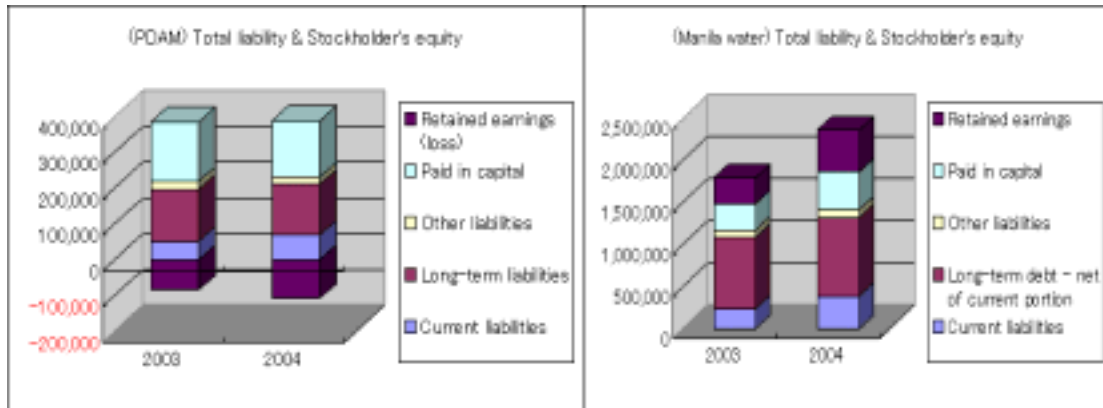 (PDAM) Total liability & Stockholder's equity
400,000
300,000
200,000
100,000
0
-100,000
-200,000
2003
2004
Retained earnings
(loss)
Paid in capital
Other liabilities
Long-term liabilities
Current liabilities
(Manila water) Total liability & Stockholder's equity
2,500,000
2,000,000
1,500,000
1,000,000
500,000
0
2003
2004
Retained earnings
Paid in capital
Other liabilities
Long-term debt - net
of current portion
Current liabilities